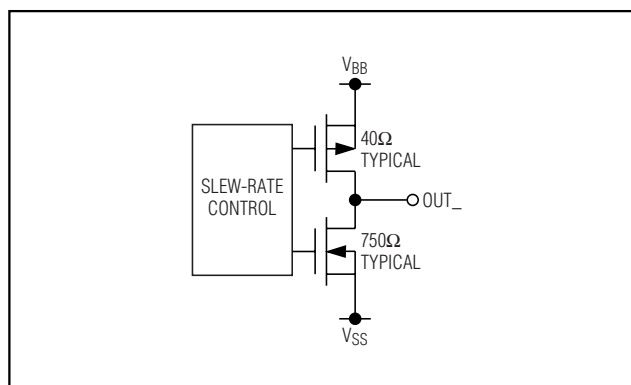 V_BB
40Ω
TYPICAL
SLEW-RATE
CONTROL
OUT_
750Ω
TYPICAL
V_SS